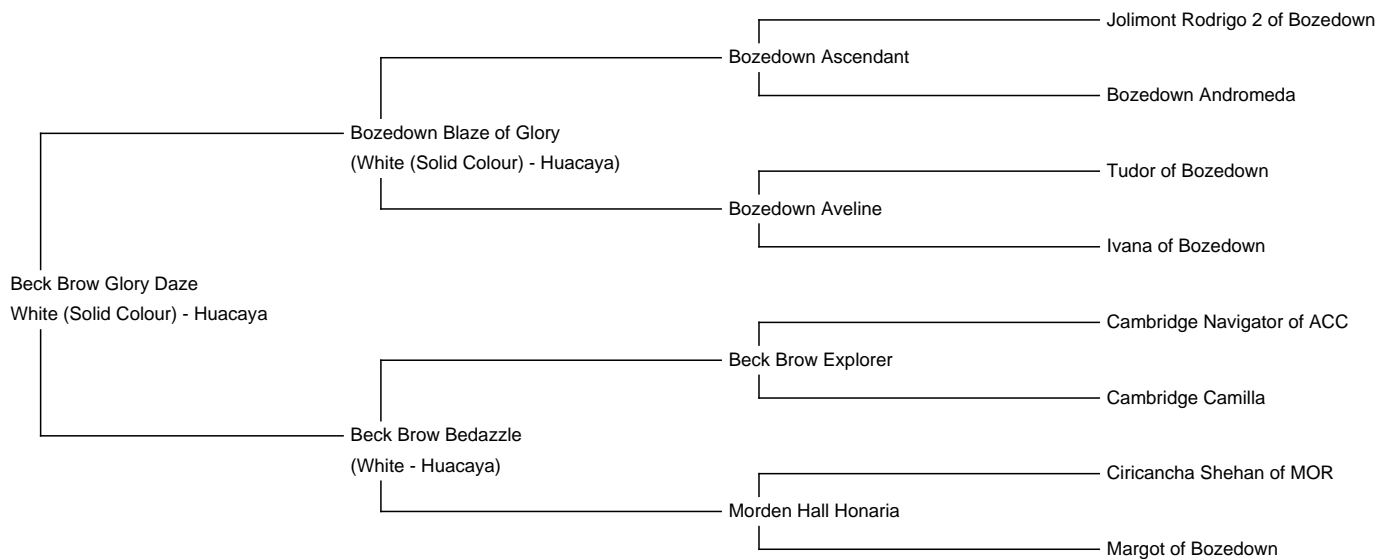 Jolimont Rodrigo 2 of Bozedown
Bozedown Ascendant
Bozedown Andromeda
Bozedown Blaze of Glory
(White (Solid Colour) - Huacaya)
Tudor of Bozedown
Bozedown Aveline
Ivana of Bozedown
Beck Brow Glory Daze
White (Solid Colour) - Huacaya
Cambridge Navigator of ACC
Beck Brow Explorer
Cambridge Camilla
Beck Brow Bedazzle
(White - Huacaya)
Ciricancha Shehan of MOR
Morden Hall Honaria
Margot of Bozedown